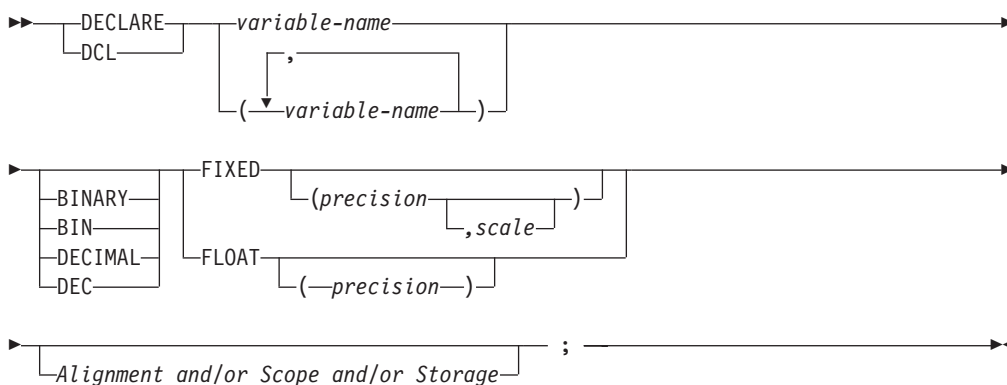 DECLARE variable-name
DCL ,
( variable-name )
FIXED
BINARY (precision )
BIN ,scale
DECIMAL FLOAT
DEC ( precision )
;
Alignment and/or Scope and/or Storage